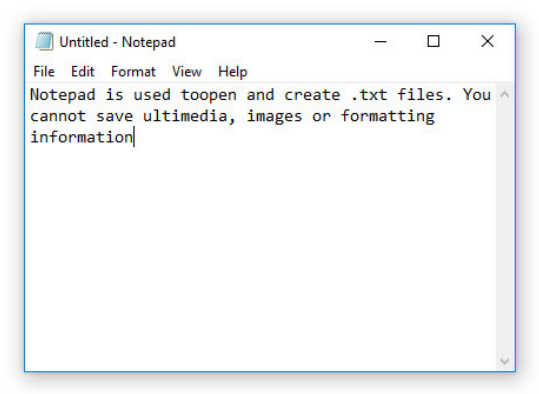 Untitled - Notepad
File Edit Format View Help
Notepad is used toopen and create .txt files. You
cannot save ultimedia, images or formatting
information